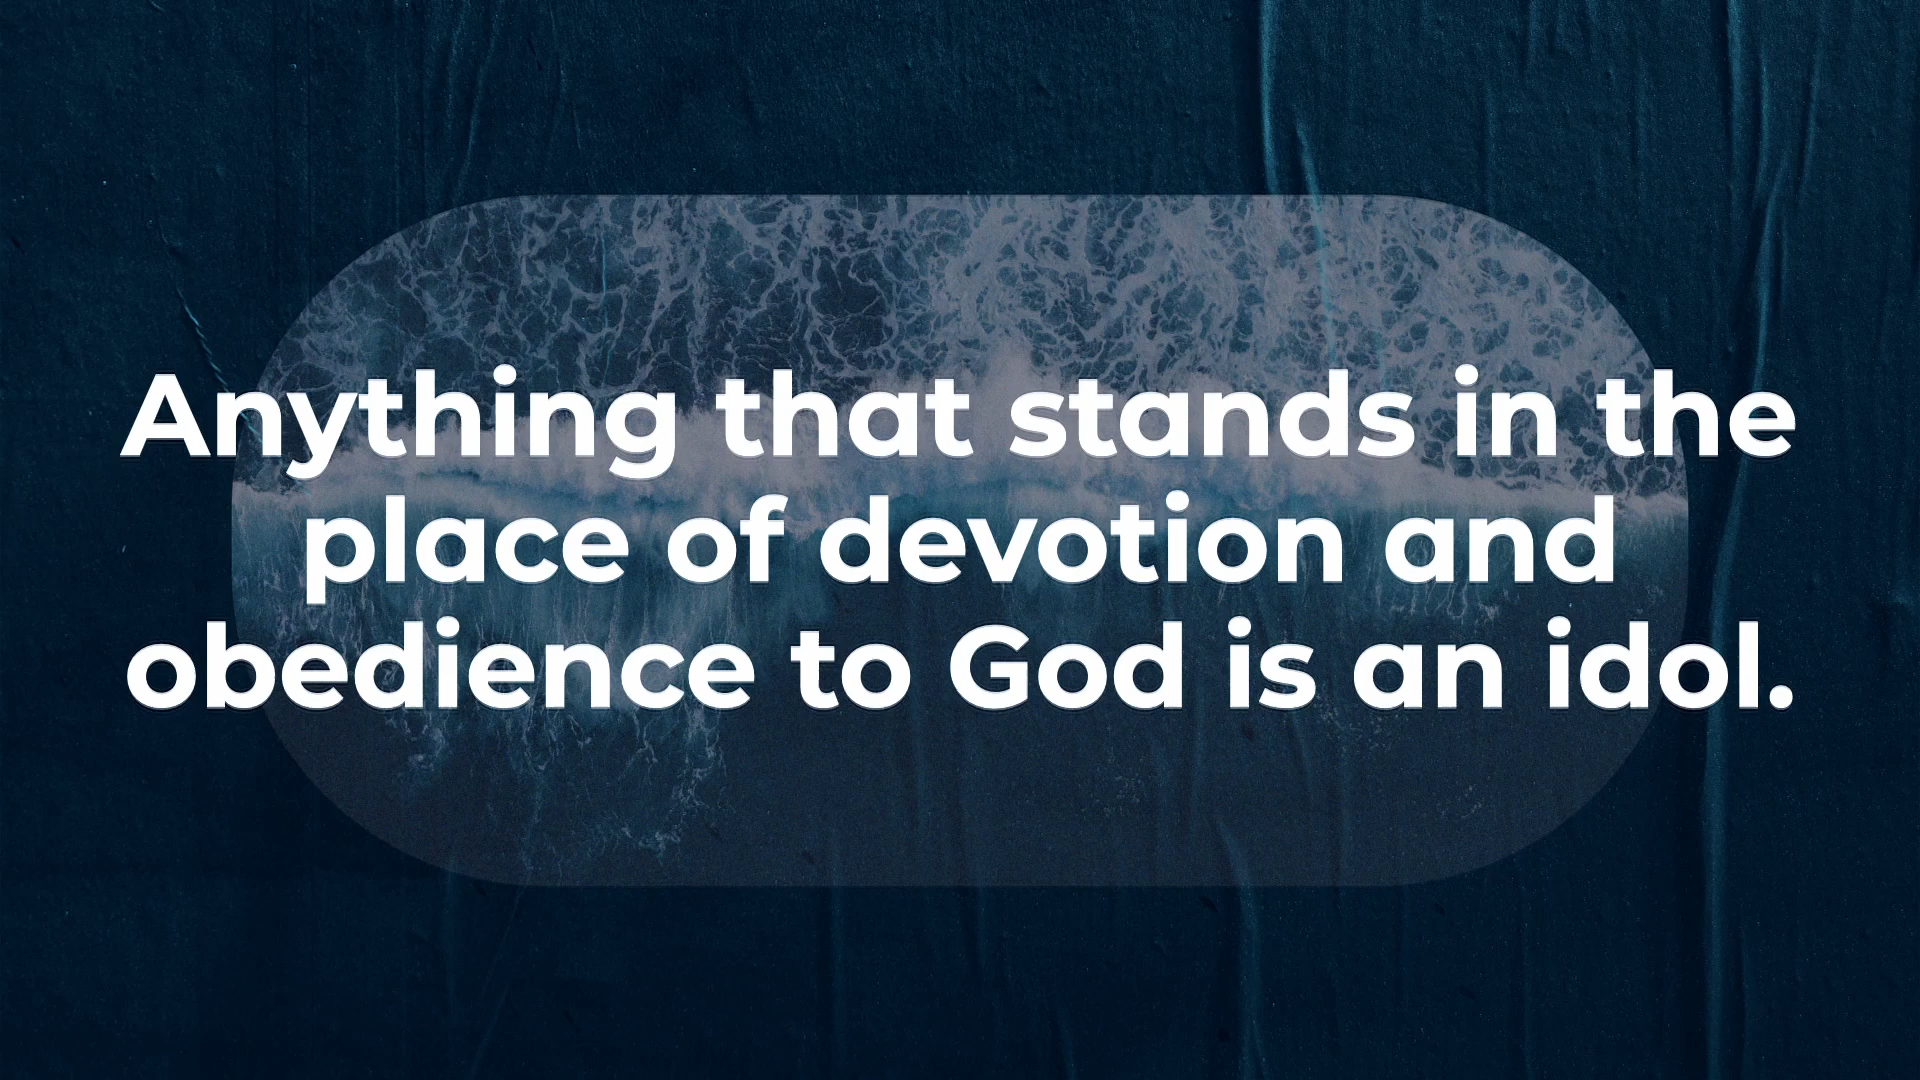 Anything that stands in the
place of devotion and
obedience to God is an idol.